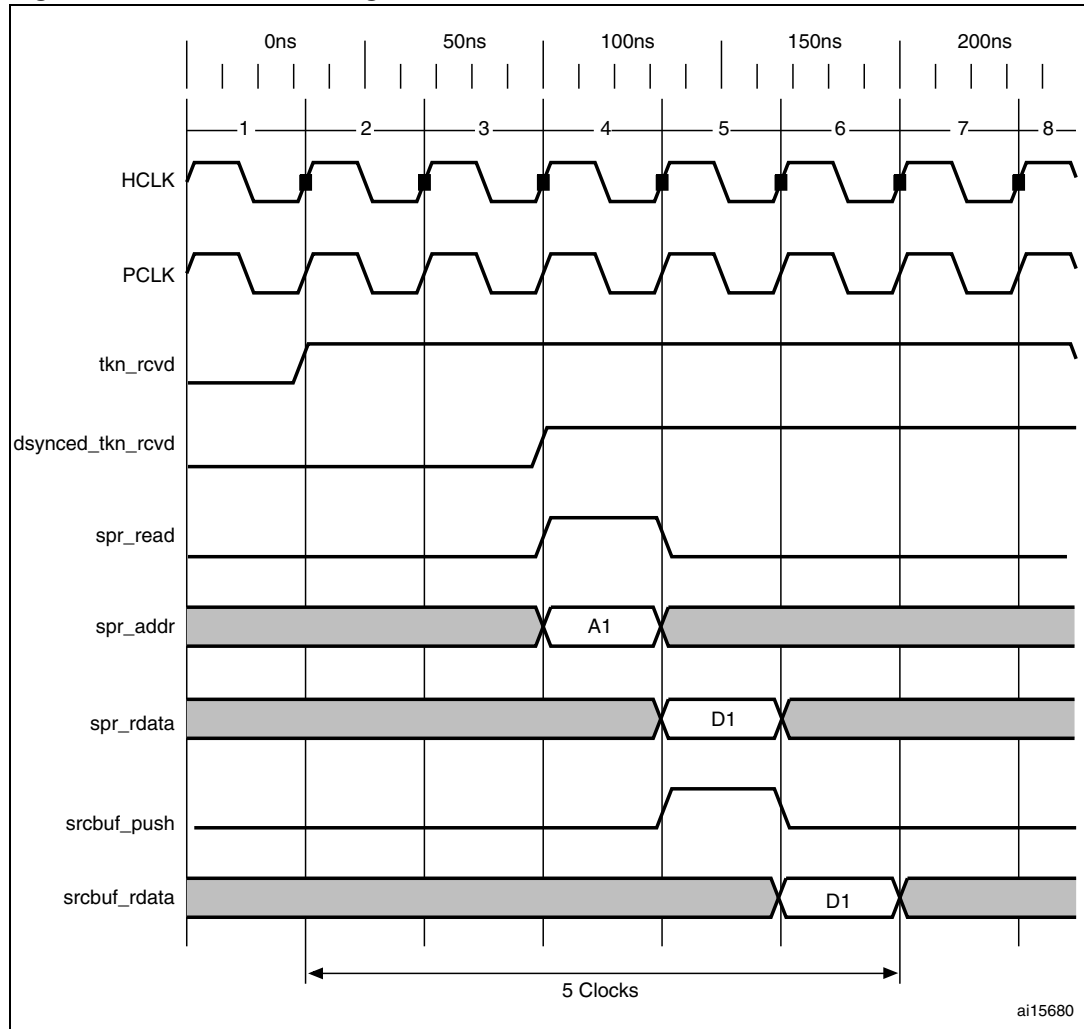 0ns 50ns 100ns 150ns 200ns
1 2 3 4 5 6 7 8
HCLK
PCLK
tkn_rcvd
dsynced_tkn_rcvd
spr_read
spr_addr A1
spr_rdata D1
srcbuf_push
srcbuf_rdata D1
5 Clocks
ai15680